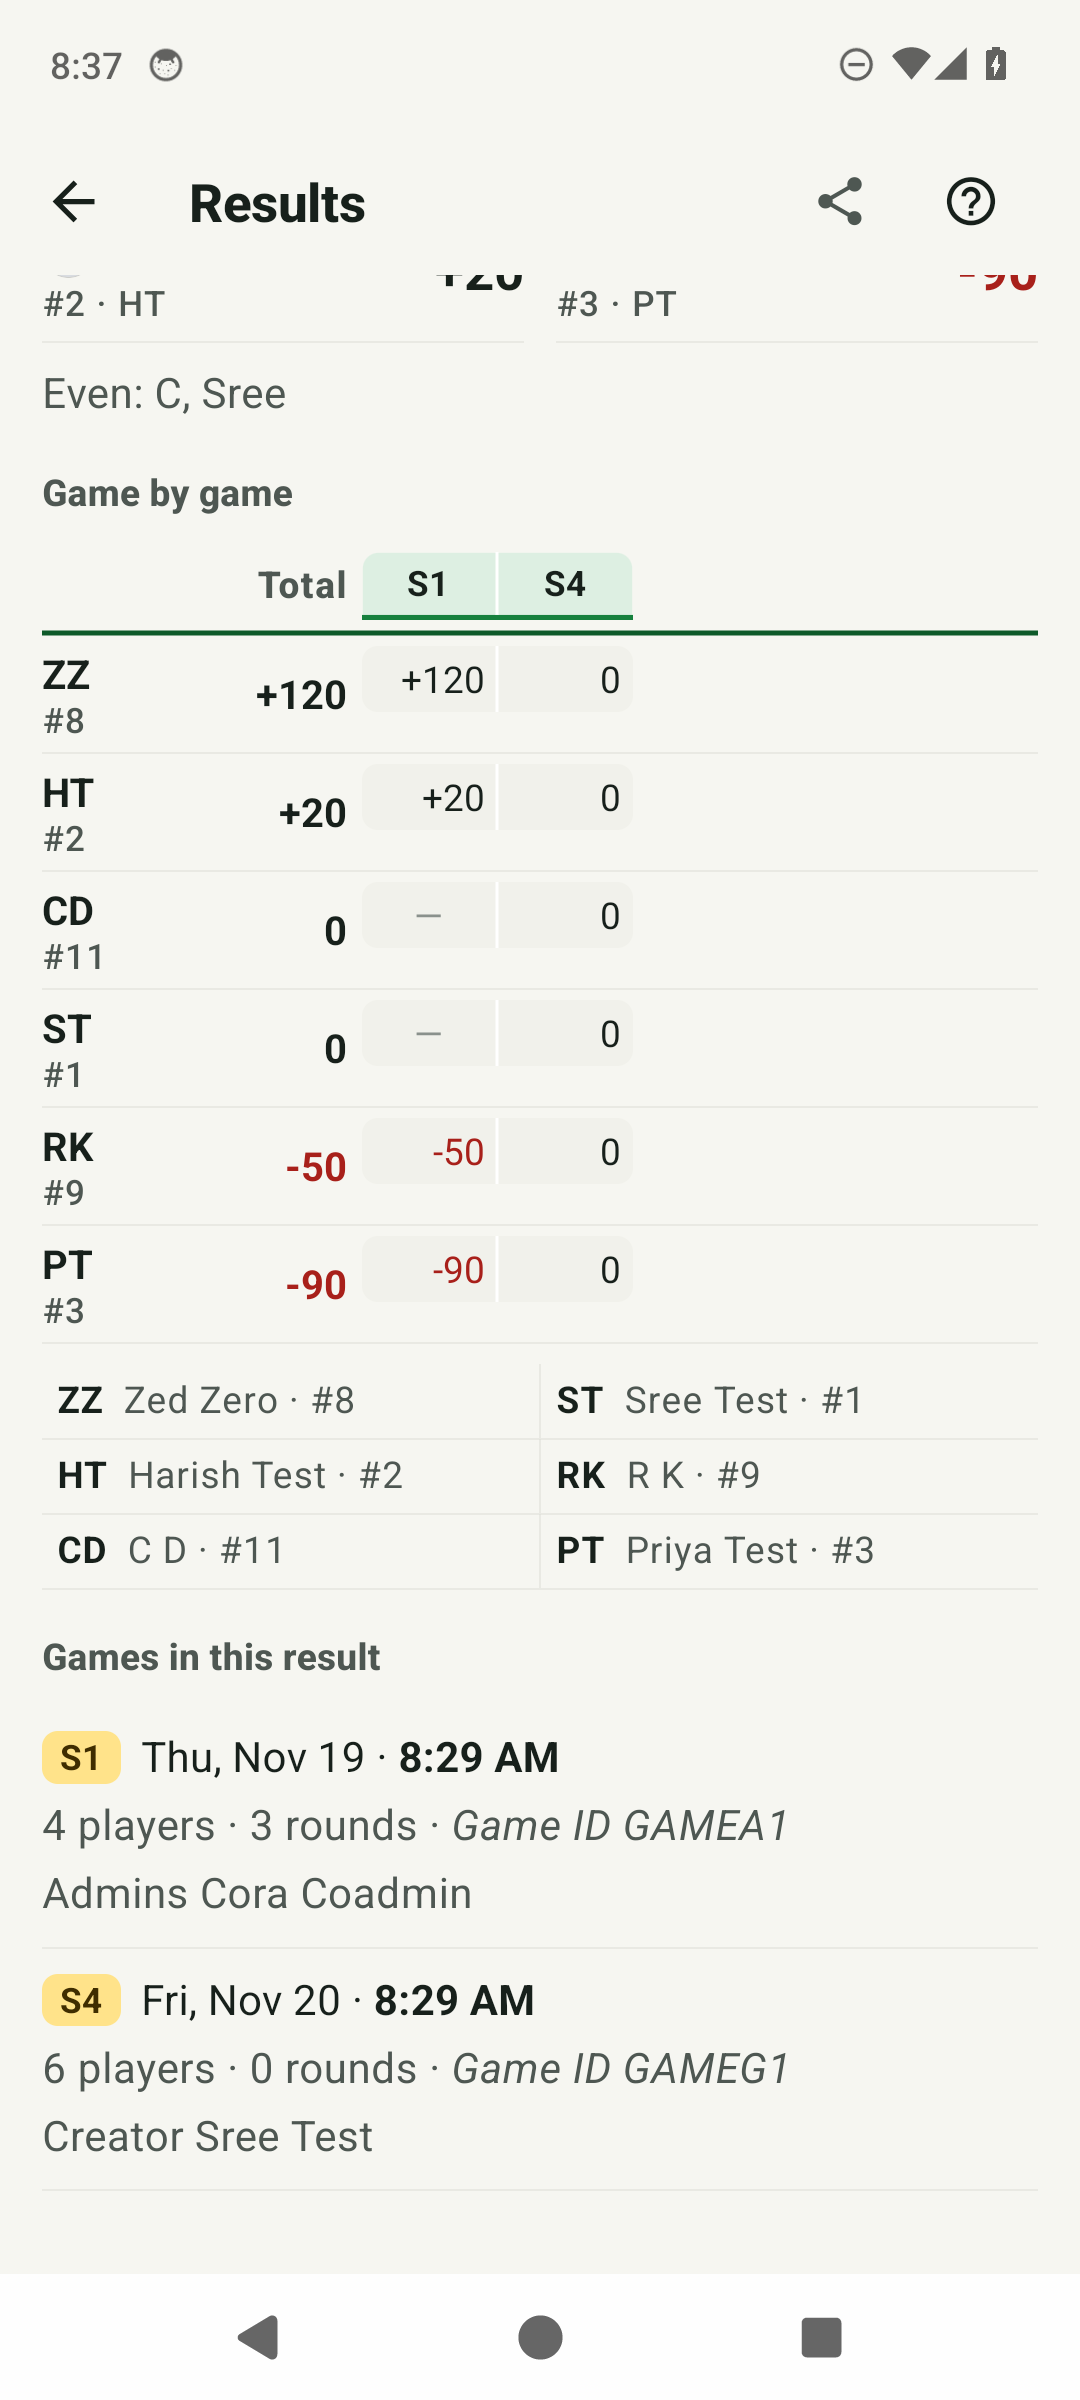 8:37
Results
+20 -90
#2 · HT #3 · PT
Even: C, Sree
Game by game
Total S1 S4
ZZ +120 +120 0
#8
HT +20 +20 0
#2
CD 0 — 0
#11
ST 0 — 0
#1
RK -50 -50 0
#9
PT -90 -90 0
#3
ZZ Zed Zero · #8 ST Sree Test · #1
HT Harish Test · #2 RK R K · #9
CD C D · #11 PT Priya Test · #3
Games in this result
S1 Thu, Nov 19 · 8:29 AM
4 players · 3 rounds · Game ID GAMEA1
Admins Cora Coadmin
S4 Fri, Nov 20 · 8:29 AM
6 players · 0 rounds · Game ID GAMEG1
Creator Sree Test